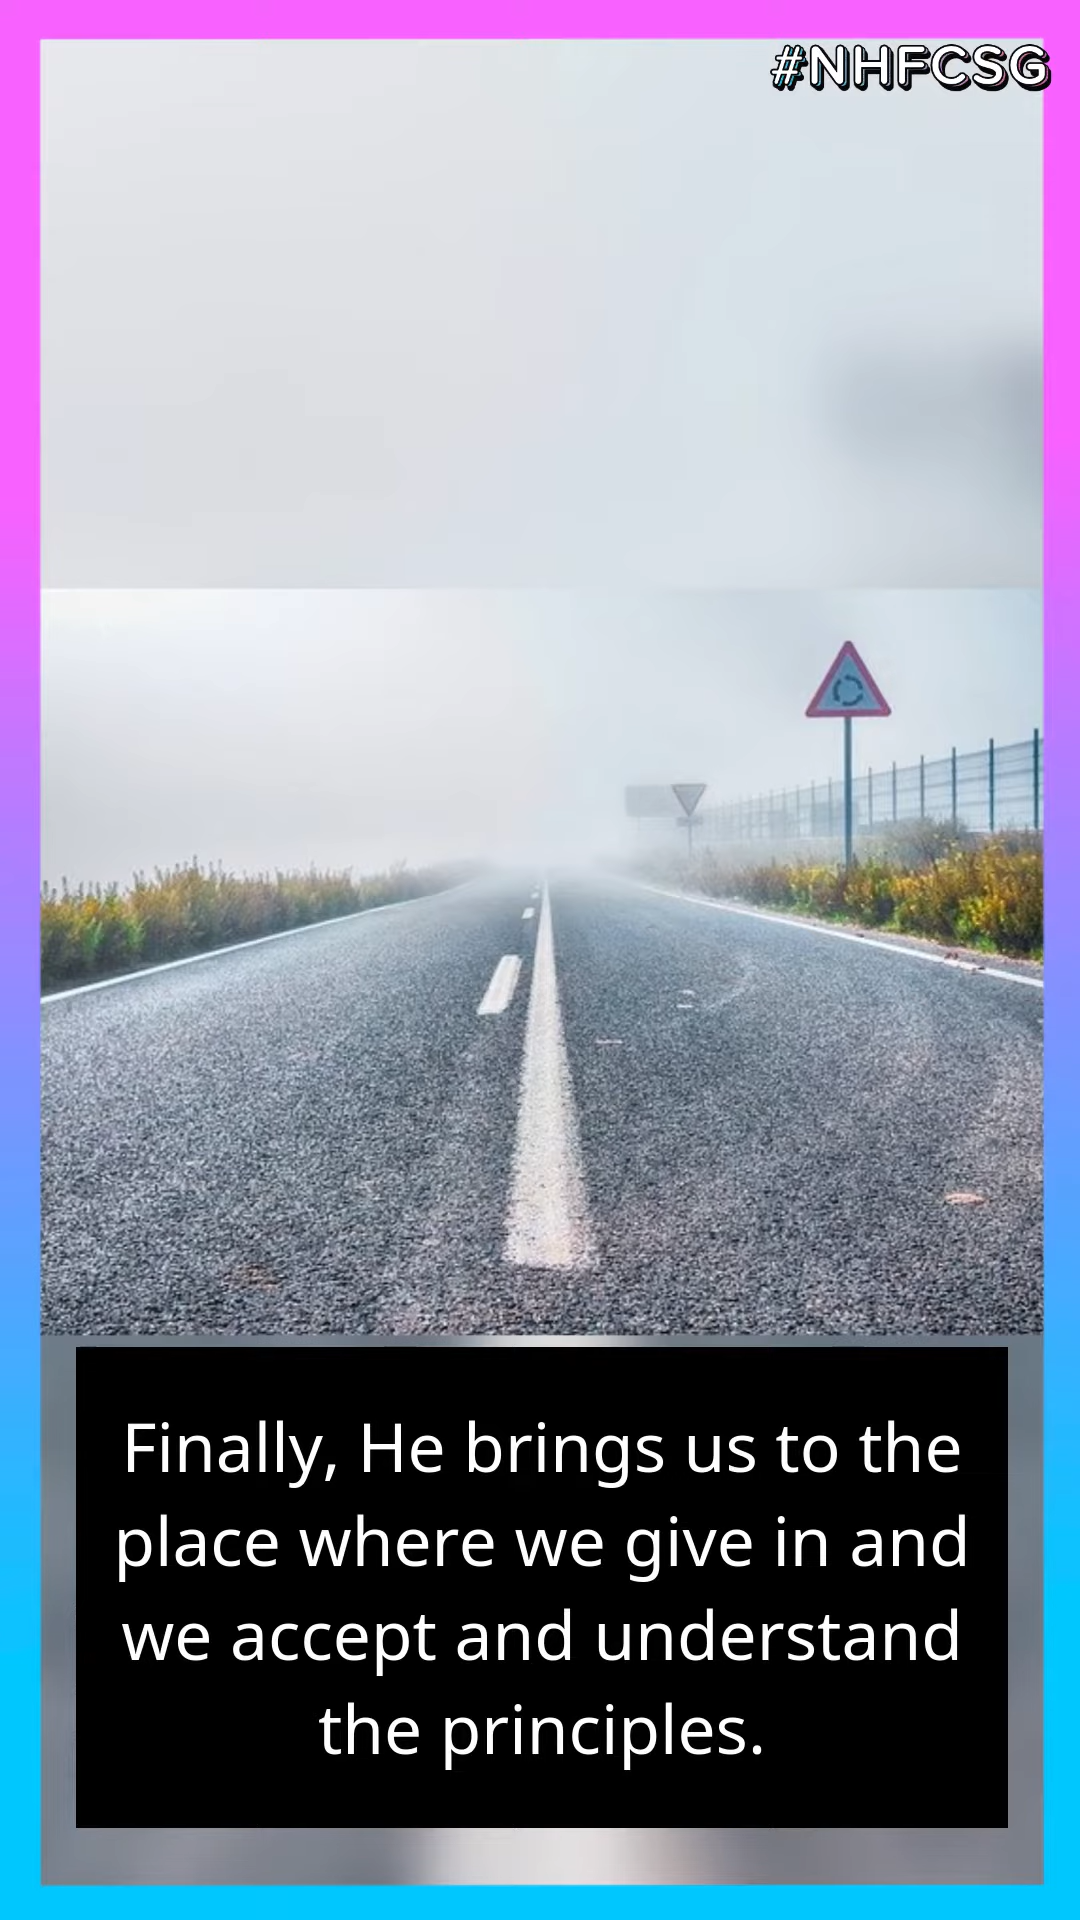 #NHFCSG
Finally, He brings us to the
place where we give in and
we accept and understand
the principles.